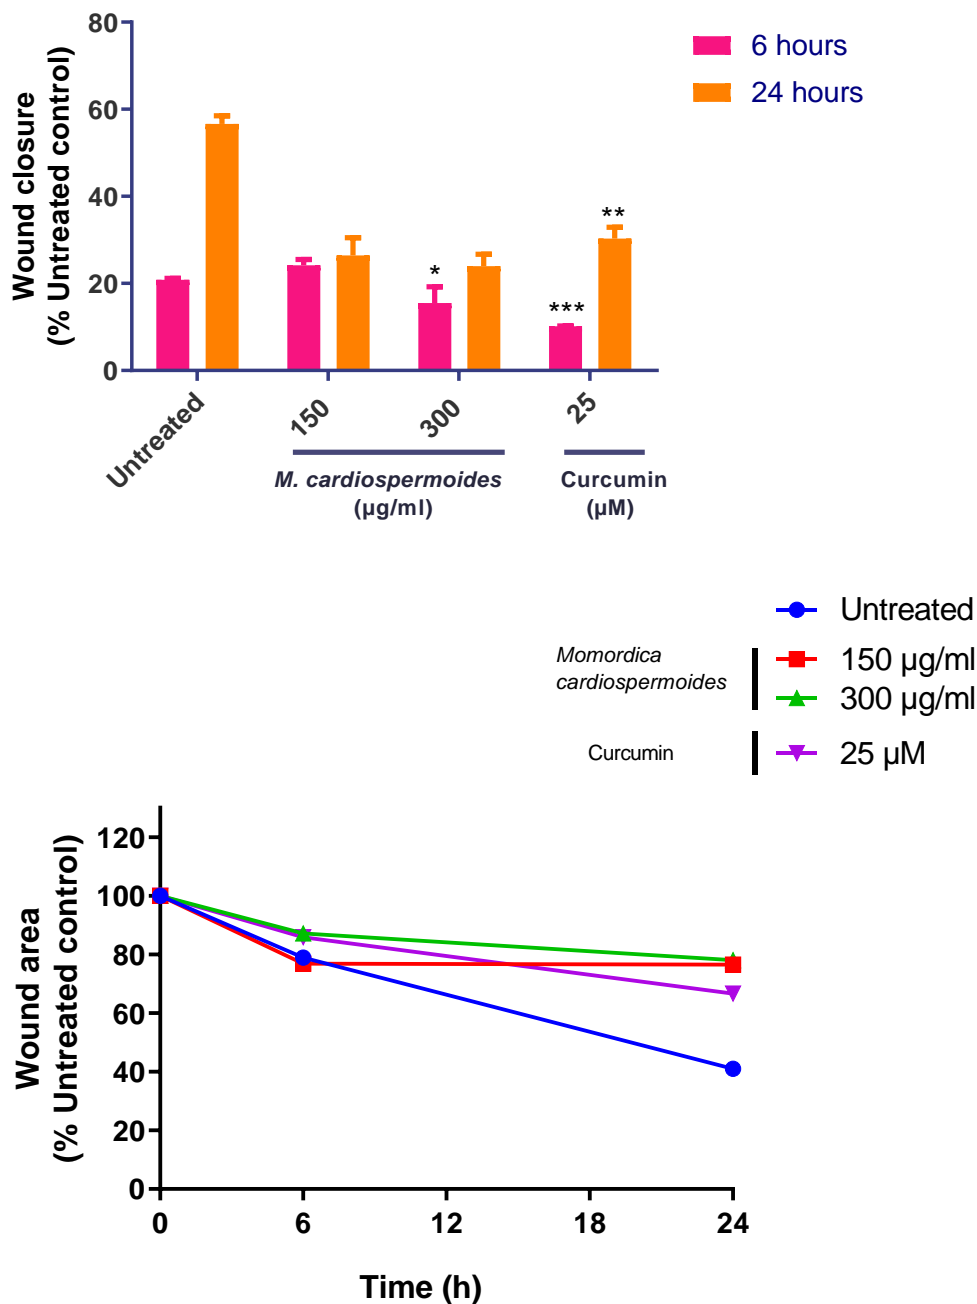 Wound closure
(% Untreated control)
80
60
40
20
0
6 hours
24 hours
*
***
**
Untreated
150
300
25
M. cardiospermoides
(µg/ml)
Curcumin
(µM)
Untreated
Momordica
cardiospermoides
150 µg/ml
300 µg/ml
Curcumin
25 µM
Wound area
(% Untreated control)
120
100
80
60
40
20
0
0
6
12
18
24
Time (h)